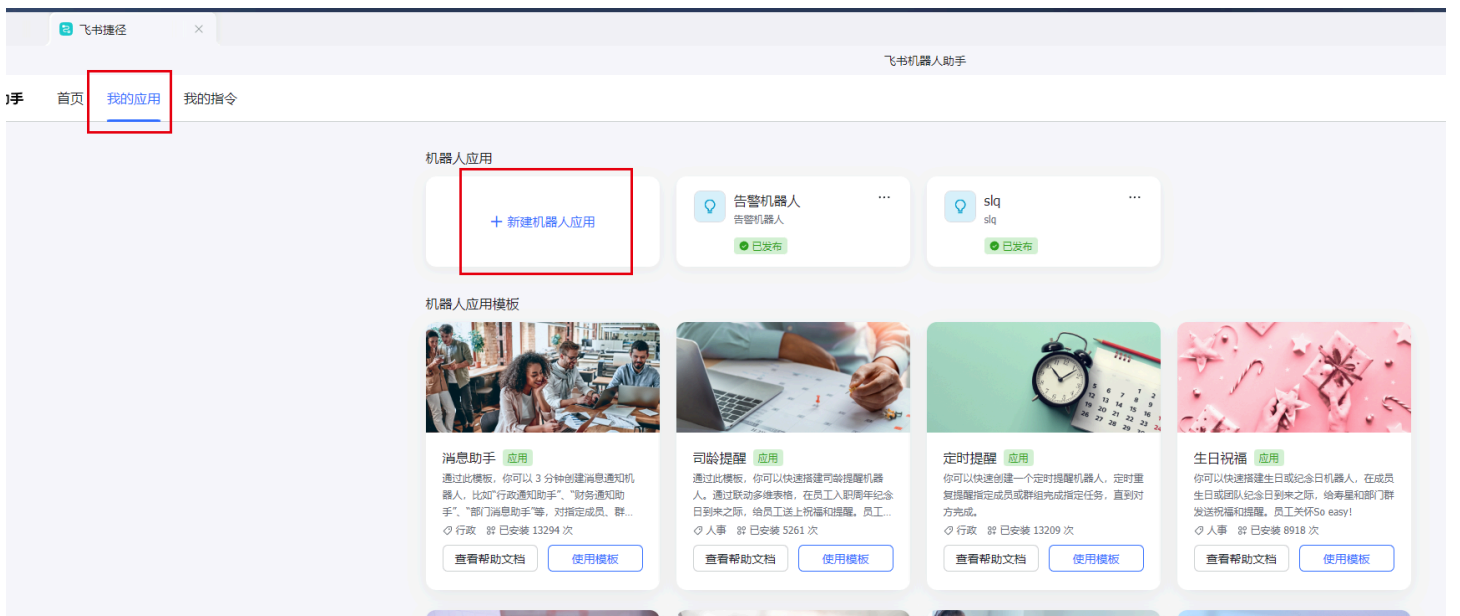 飞书捷径
飞书机器人助手
助手 首页 我的应用 我的指令
机器人应用
+ 新建机器人应用
告警机器人
告警机器人
已发布
slq
slq
已发布
机器人应用模板
消息助手 应用
通过此模板，你可以 3 分钟创建消息通知机
器人，比如“行政通知助手”、“财务通知助
手”、“部门消息助手”等，对指定成员、群...
行政 已安装 13294 次
查看帮助文档 使用模板
司龄提醒 应用
通过此模板，你可以快速搭建司龄提醒机器
人。通过联动多维表格，在员工入职周年纪念
日到来之际，给员工送上祝福和提醒。员工...
人事 已安装 5261 次
查看帮助文档 使用模板
定时提醒 应用
你可以快速创建一个定时提醒机器人，定时重
复提醒指定成员或群组完成指定任务，直到对
方完成。
行政 已安装 13209 次
查看帮助文档 使用模板
生日祝福 应用
你可以快速搭建生日或纪念日机器人，在成员
生日或团队纪念日到来之际，给寿星和部门群
发送祝福和提醒。员工关怀So easy!
人事 已安装 8918 次
查看帮助文档 使用模板